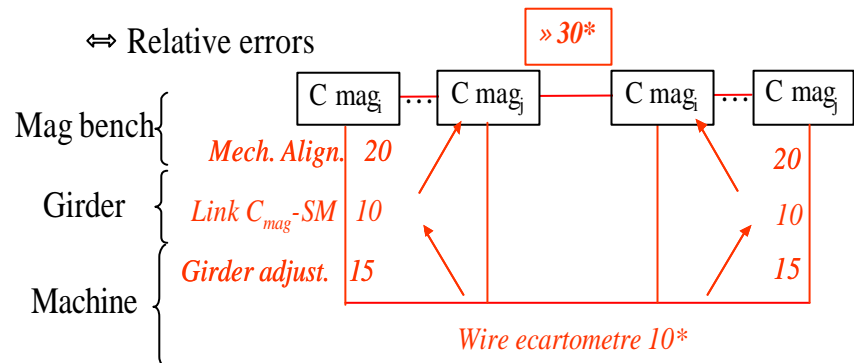 ⇔ Relative errors
» 30*
C mag_i ... C mag_j C mag_i ... C mag_j
Mag bench
Mech. Align. 20 20
Girder
Link C_mag-SM 10 10
Girder adjust. 15 15
Machine
Wire ecartometre 10*